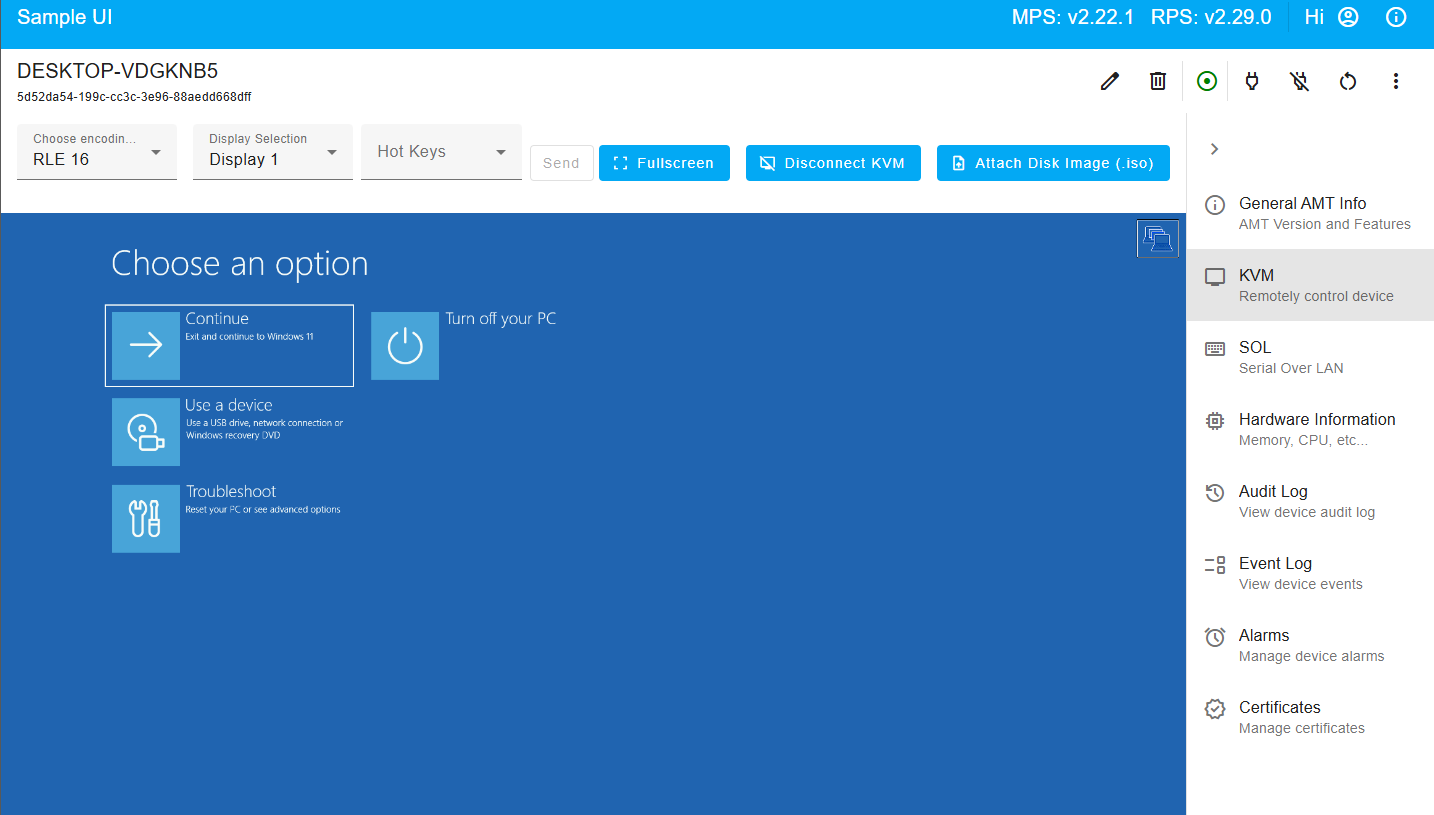 Sample UI
MPS: v2.22.1 RPS: v2.29.0 Hi
DESKTOP-VDGKNB5
5d52da54-199c-cc3c-3e96-88aedd668dff
Choose encodin...
RLE 16
Display Selection
Display 1
Hot Keys
Send
Fullscreen
Disconnect KVM
Attach Disk Image (.iso)
Choose an option
Continue
Exit and continue to Windows 11
Turn off your PC
Use a device
Use a USB drive, network connection or
Windows recovery DVD
Troubleshoot
Reset your PC or see advanced options
General AMT Info
AMT Version and Features
KVM
Remotely control device
SOL
Serial Over LAN
Hardware Information
Memory, CPU, etc...
Audit Log
View device audit log
Event Log
View device events
Alarms
Manage device alarms
Certificates
Manage certificates